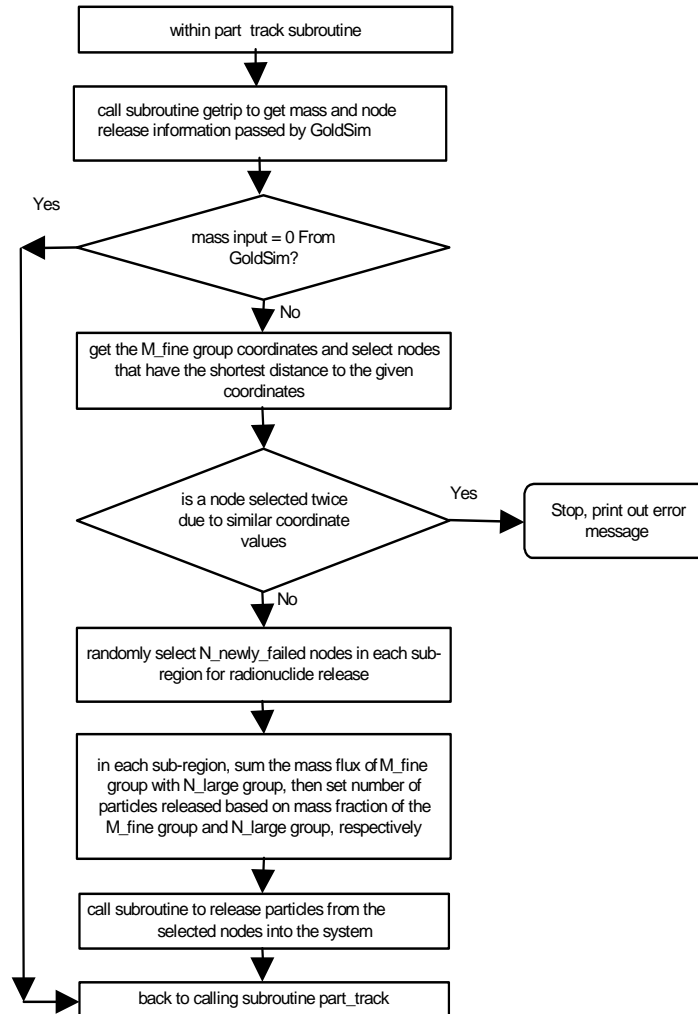 within part track subroutine
call subroutine getrip to get mass and node
release information passed by GoldSim
Yes
mass input = 0 From
GoldSim?
No
get the M_fine group coordinates and select nodes
that have the shortest distance to the given
coordinates
is a node selected twice
due to similar coordinate
values
Yes
Stop, print out error
message
No
randomly select N_newly_failed nodes in each sub-
region for radionuclide release
in each sub-region, sum the mass flux of M_fine
group with N_large group, then set number of
particles released based on mass fraction of the
M_fine group and N_large group, respectively
call subroutine to release particles from the
selected nodes into the system
back to calling subroutine part_track